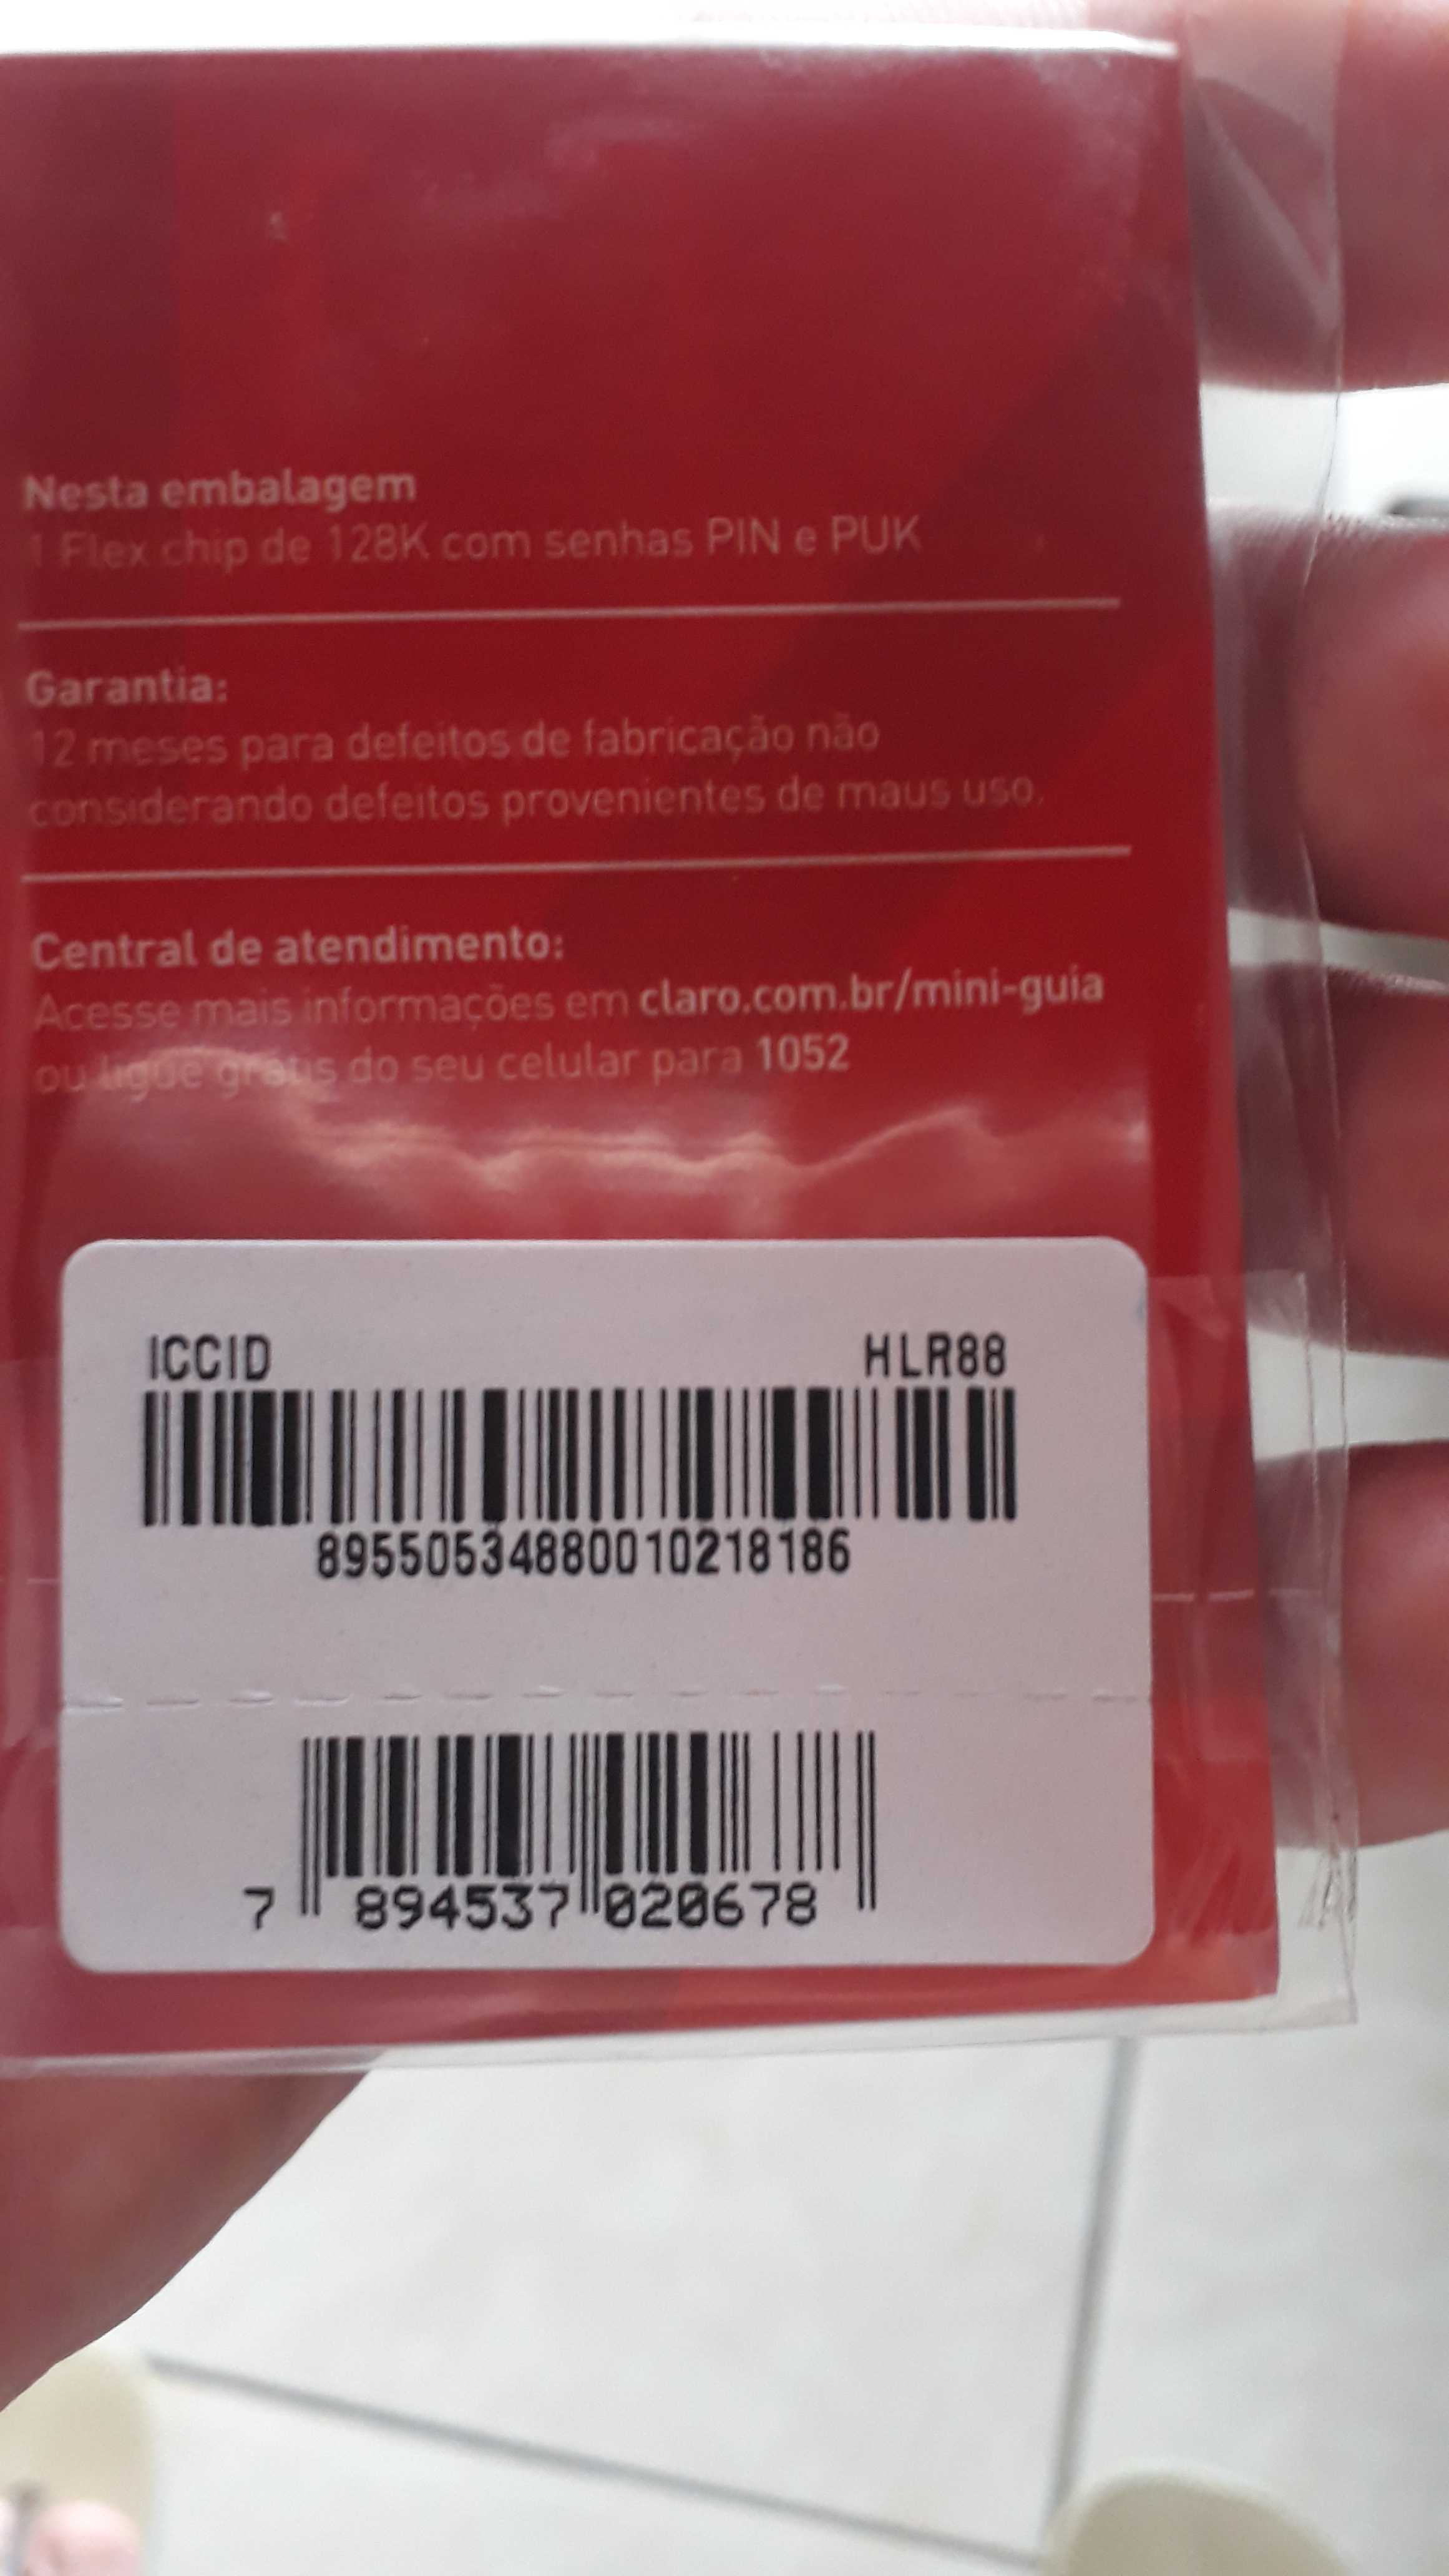 Nesta embalagem
1 Flex chip de 128K com senhas PIN e PUK
Garantia:
12 meses para defeitos de fabricação não
considerando defeitos provenientes de maus uso.
Central de atendimento:
Acesse mais informações em claro.com.br/mini-guia
ou ligue grátis do seu celular para 1052
ICCID HLR88
89550534880010218186
7 894537 020678